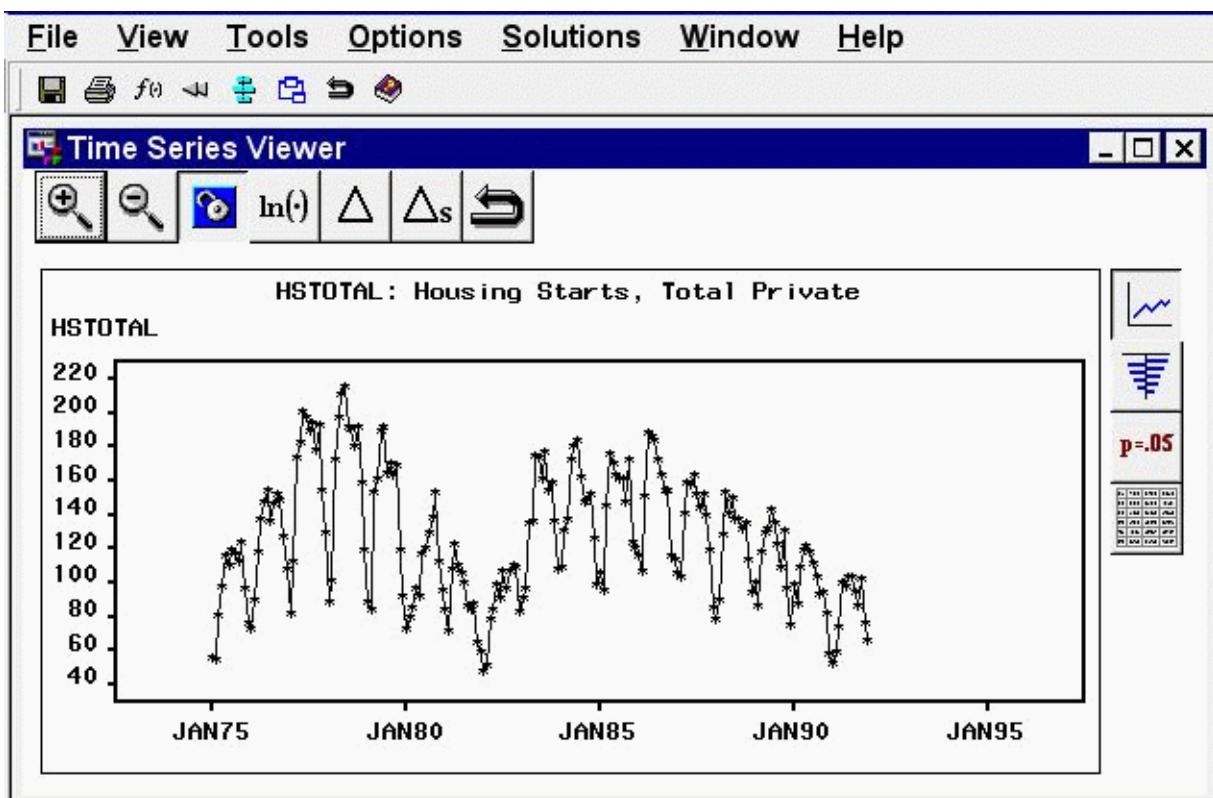 File View Tools Options Solutions Window Help
f(·)
Time Series Viewer
ln(·) Δ Δs
HSTOTAL: Housing Starts, Total Private
HSTOTAL
220
200
180
160
140
120
100
80
60
40
JAN75 JAN80 JAN85 JAN90 JAN95
p=.05